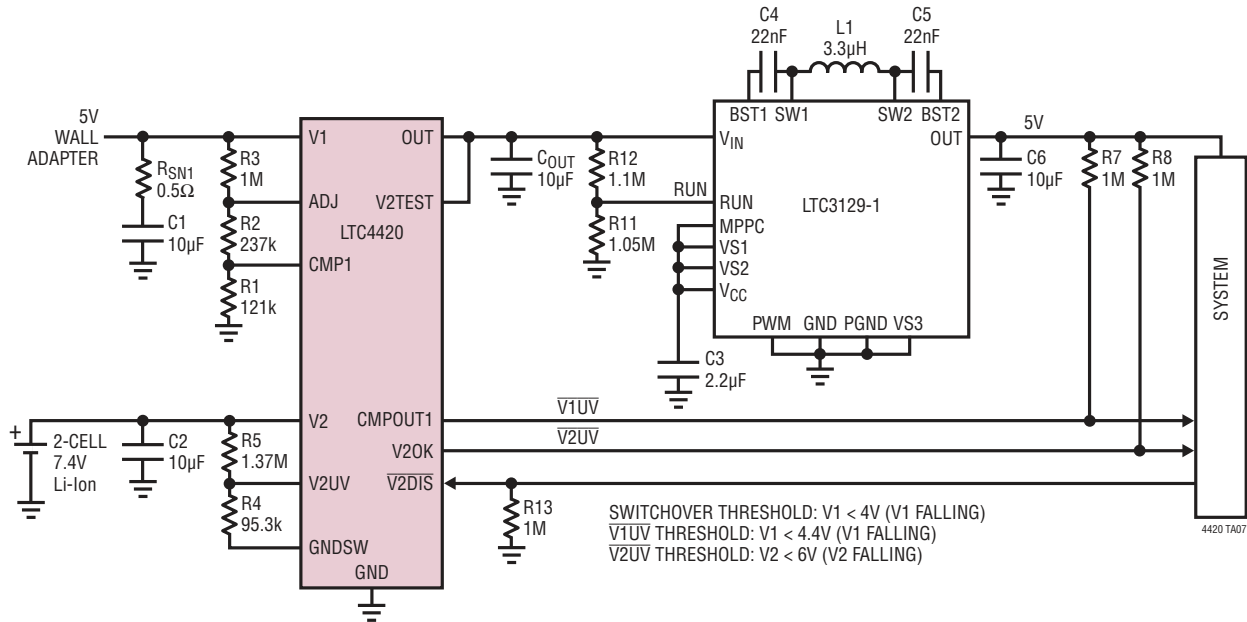 C4
22nF
L1
3.3µH
C5
22nF
BST1 SW1
SW2 BST2
5V
WALL
ADAPTER
RSN1
0.5Ω
C1
10µF
R3
1M
R2
237k
R1
121k
V1
ADJ
CMP1
LTC4420
OUT
V2TEST
COUT
10µF
R12
1.1M
RUN
R11
1.05M
VIN
RUN
MPPC
VS1
VS2
VCC
LTC3129-1
OUT
PWM GND PGND VS3
C3
2.2µF
5V
C6
10µF
R7
1M
R8
1M
SYSTEM
+
2-CELL
7.4V
Li-Ion
C2
10µF
R5
1.37M
R4
95.3k
V2
V2UV
GNDSW
GND
CMPOUT1
V2OK
V2DIS
V1UV
V2UV
R13
1M
SWITCHOVER THRESHOLD: V1 < 4V (V1 FALLING)
V1UV THRESHOLD: V1 < 4.4V (V1 FALLING)
V2UV THRESHOLD: V2 < 6V (V2 FALLING)
4420 TA07